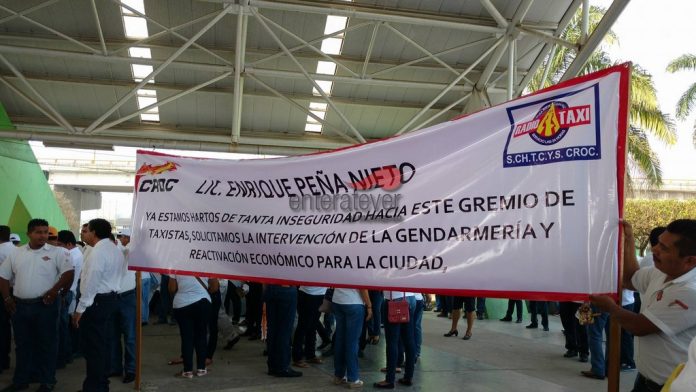 CROC
LIC. ENRIQUE PEÑA NIETO
RADIO TAXI
S.CH.T.C.Y.S. CROC.
enterateyer
YA ESTAMOS HARTOS DE TANTA INSEGURIDAD HACIA ESTE GREMIO DE
TAXISTAS, SOLICITAMOS LA INTERVENCIÓN DE LA GENDARMERÍA Y
REACTIVACIÓN ECONÓMICO PARA LA CIUDAD,